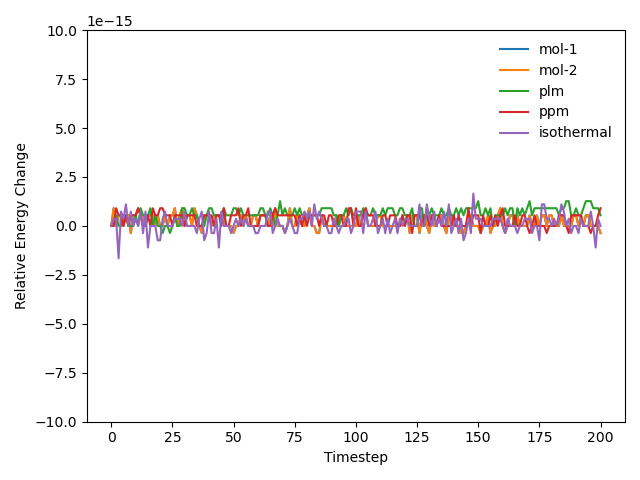 1e−15
10.0
7.5
5.0
2.5
0.0
−2.5
−5.0
−7.5
−10.0
Relative Energy Change
mol-1
mol-2
plm
ppm
isothermal
0 25 50 75 100 125 150 175 200
Timestep